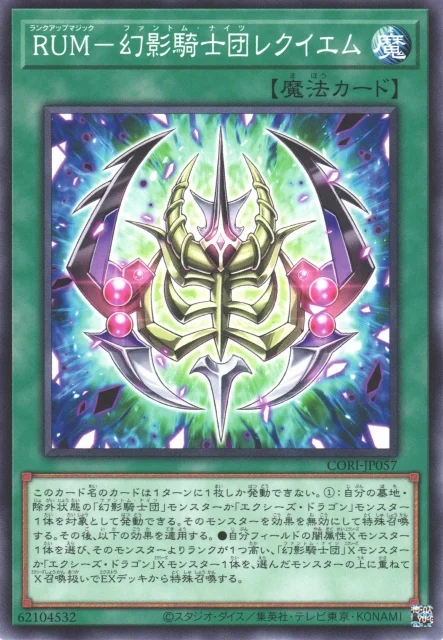 ランクアップマジック ファントム・ナイツ
RUM－幻影騎士団レクイエム
魔
【魔法カード】
CORI-JP057
このカード名のカードは1ターンに1枚しか発動できない。①：自分の墓地・
除外状態の「幻影騎士団」モンスターか「エクシーズ・ドラゴン」モンスター
1体を対象として発動できる。そのモンスターを効果を無効にして特殊召喚
する。その後、以下の効果を適用する。●自分フィールドの闇属性Xモンスター
1体を選び、そのモンスターよりランクが1つ高い、「幻影騎士団」Xモンスター
か「エクシーズ・ドラゴン」Xモンスター1体を、選んだモンスターの上に重ねて
X召喚扱いでEXデッキから特殊召喚する。
62104532 ©スタジオ・ダイス／集英社・テレビ東京・KONAMI